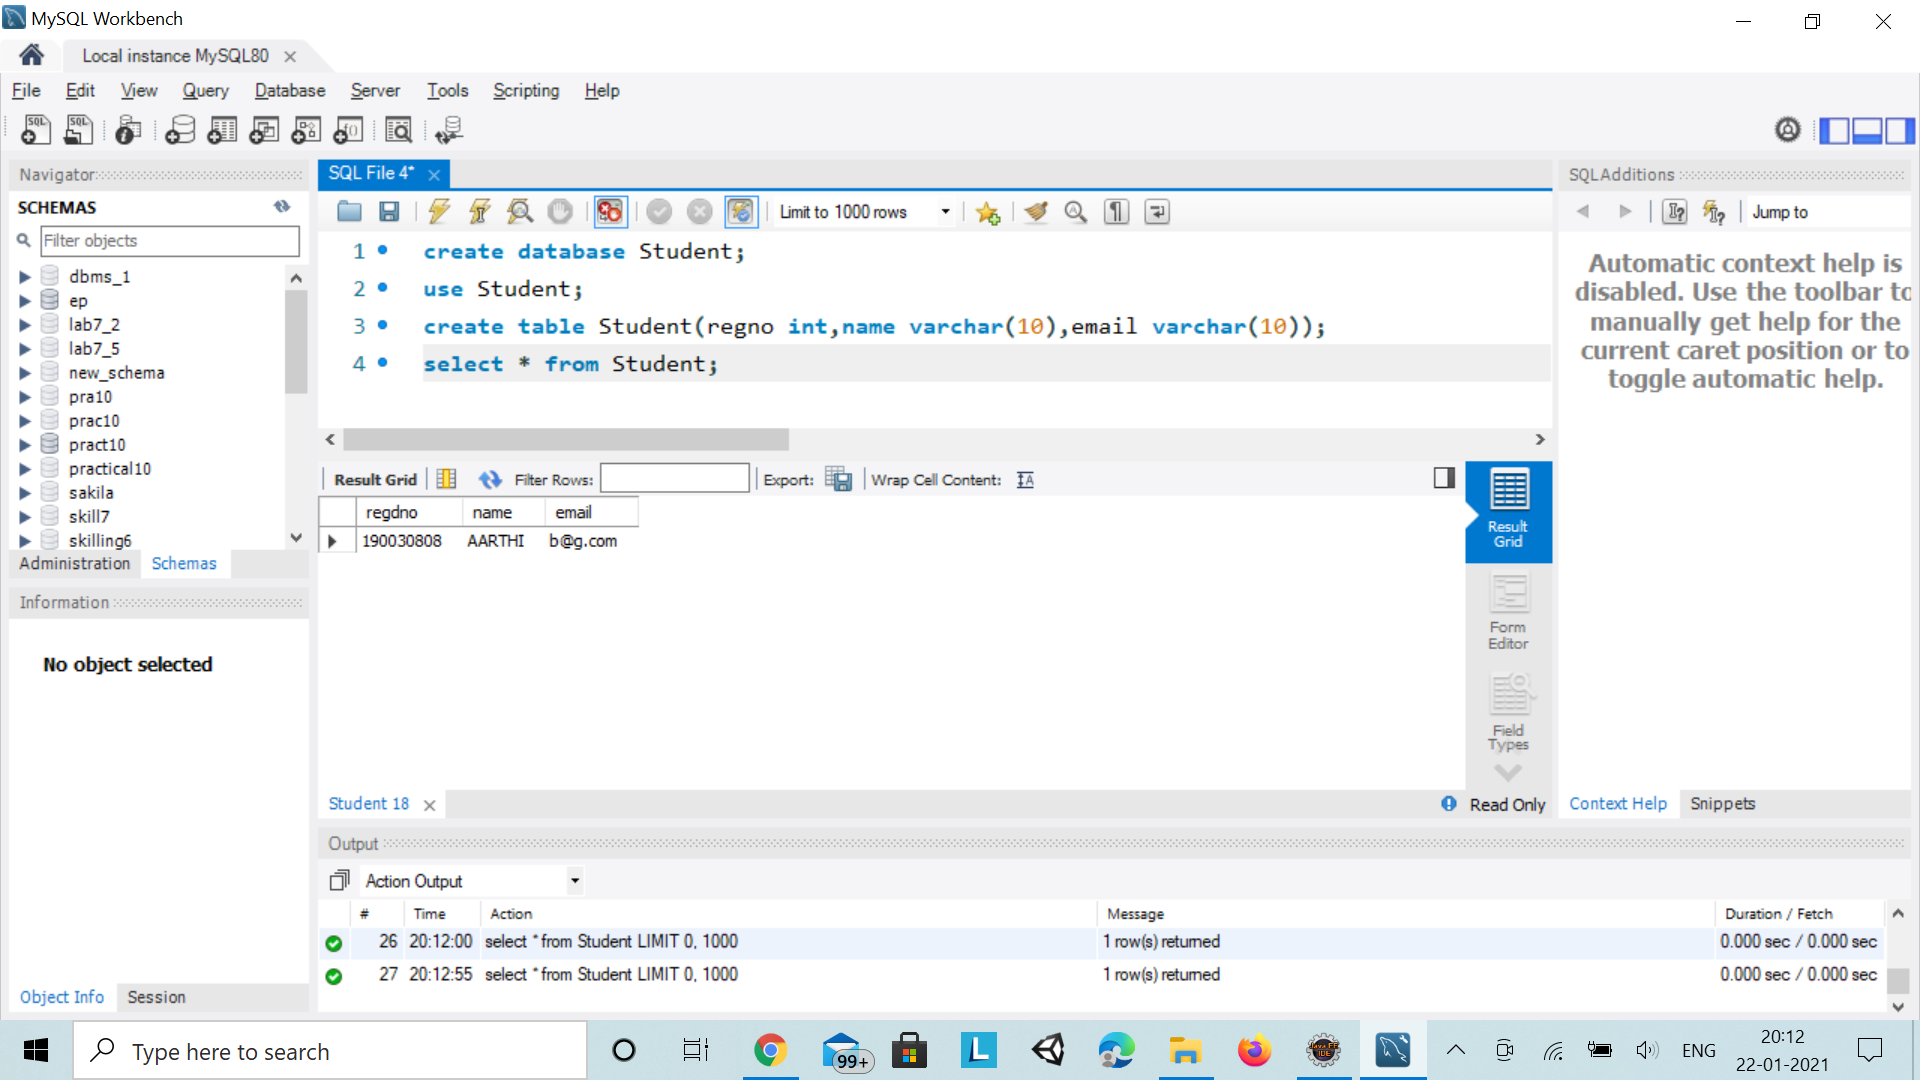 MySQL Workbench
Local instance MySQL80
File Edit View Query Database Server Tools Scripting Help
Navigator
SCHEMAS
Filter objects
dbms_1
ep
lab7_2
lab7_5
new_schema
pra10
prac10
pract10
practical10
sakila
skill7
skilling6
Administration Schemas
Information
No object selected
Object Info Session
SQL File 4*
Limit to 1000 rows
1 create database Student;
2 use Student;
3 create table Student(regno int,name varchar(10),email varchar(10));
4 select * from Student;
Result Grid Filter Rows: Export: Wrap Cell Content:
regdno name email
190030808 AARTHI b@g.com
Result Grid
Form Editor
Field Types
Student 18
Read Only
SQLAdditions
Jump to
Automatic context help is
disabled. Use the toolbar to
manually get help for the
current caret position or to
toggle automatic help.
Context Help Snippets
Output
Action Output
# Time Action Message Duration / Fetch
26 20:12:00 select * from Student LIMIT 0, 1000 1 row(s) returned 0.000 sec / 0.000 sec
27 20:12:55 select * from Student LIMIT 0, 1000 1 row(s) returned 0.000 sec / 0.000 sec
Type here to search
99+
ENG
20:12
22-01-2021